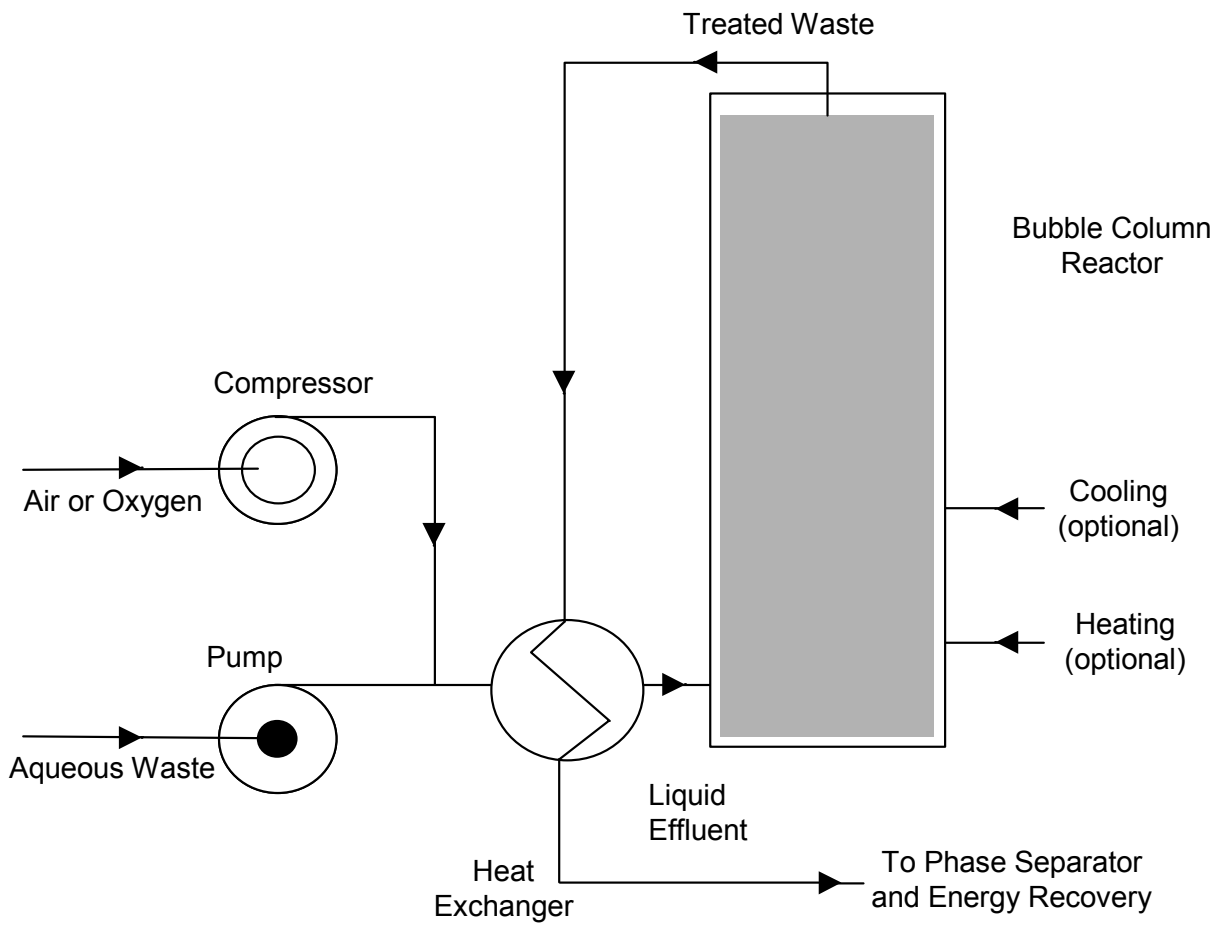 Treated Waste
Bubble Column
Reactor
Compressor
Air or Oxygen
Cooling
(optional)
Heating
(optional)
Pump
Aqueous Waste
Liquid
Effluent
Heat
Exchanger
To Phase Separator
and Energy Recovery